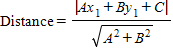 Distance = |Ax₁ + By₁ + C| / √(A² + B²)